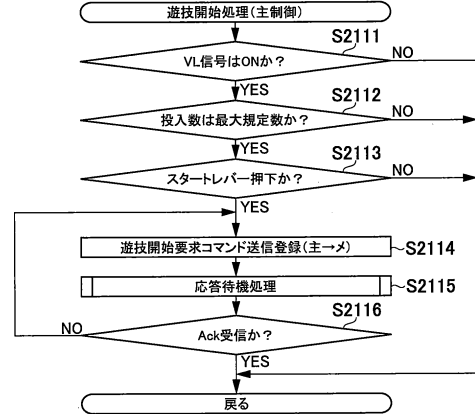 遊技開始処理(主制御)
S2111
VL信号はONか?
NO
YES
S2112
投入数は最大規定数か?
NO
YES
S2113
スタートレバー押下か?
NO
YES
遊技開始要求コマンド送信登録(主→メ)
S2114
応答待機処理
S2115
S2116
NO
Ack受信か?
YES
戻る